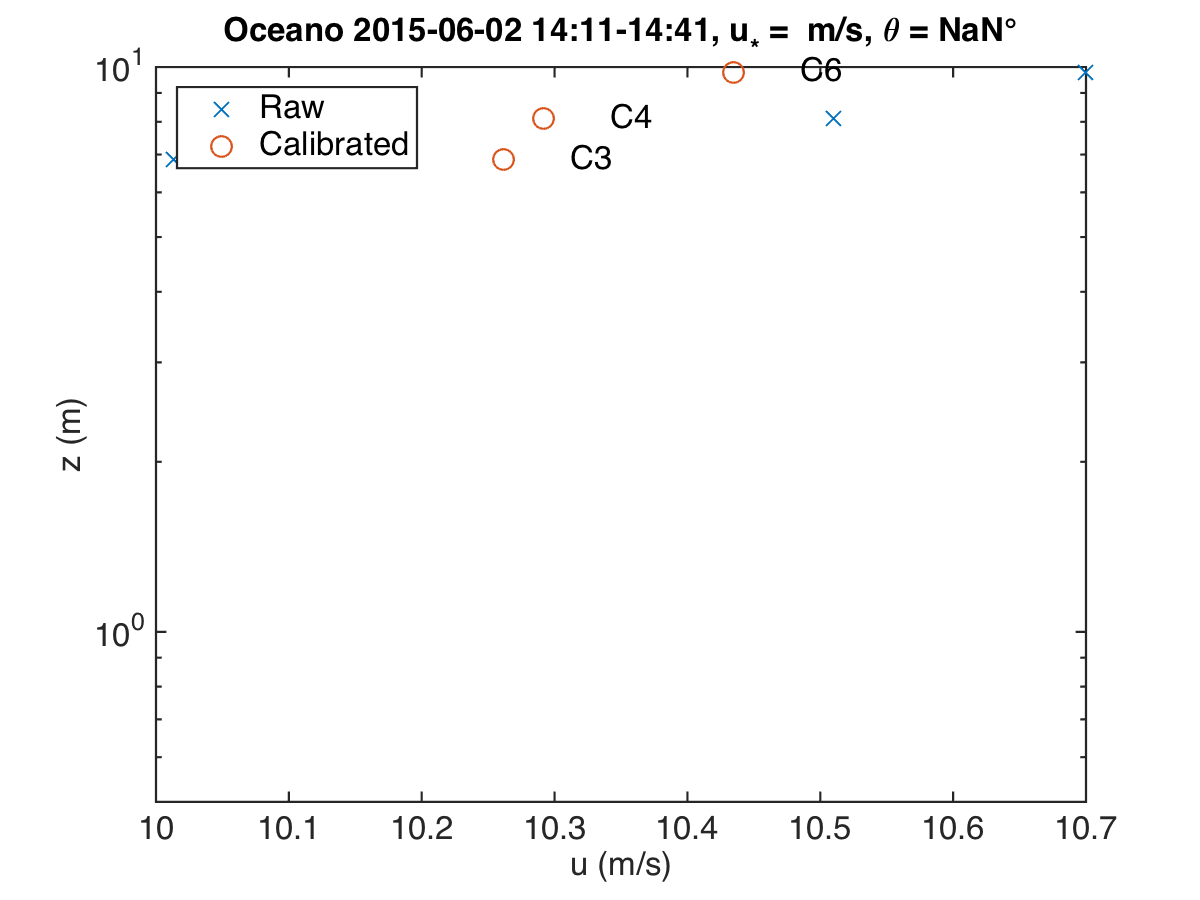 Oceano 2015-06-02 14:11-14:41, u* = m/s, θ = NaN°
10^1
C6
Raw
C4
Calibrated
C3
z (m)
10^0
10 10.1 10.2 10.3 10.4 10.5 10.6 10.7
u (m/s)